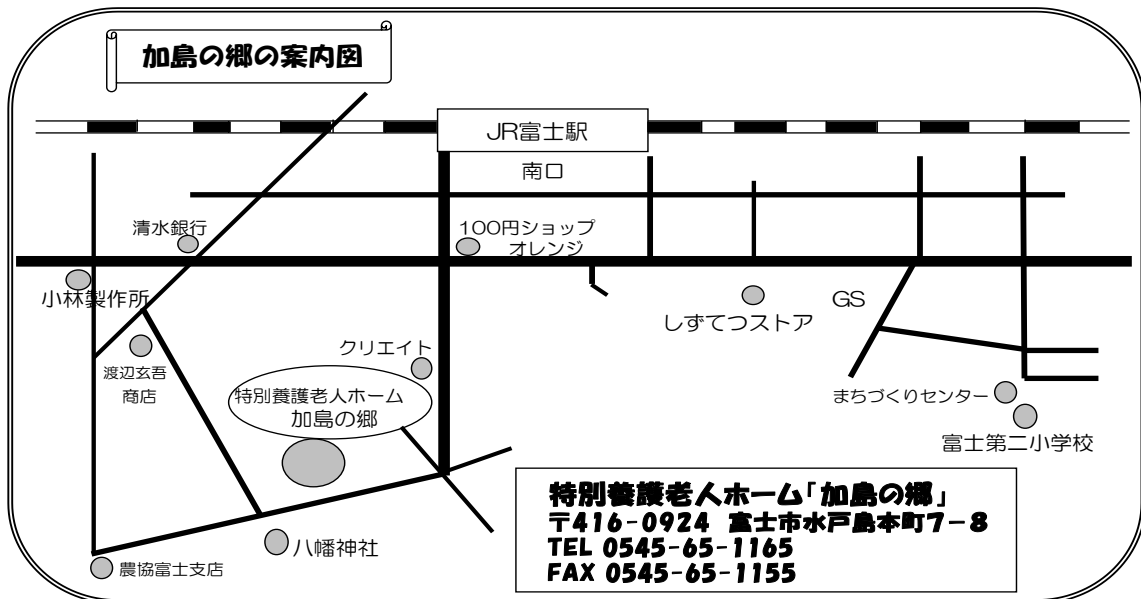 加島の郷の案内図
JR富士駅
南口
清水銀行
100円ショップ
オレンジ
小林製作所
GS
しずてつストア
クリエイト
渡辺玄吾
商店
特別養護老人ホーム
加島の郷
まちづくりセンター
富士第二小学校
八幡神社
農協富士支店
特別養護老人ホーム「加島の郷」
〒416-0924 富士市水戸島本町7-8
TEL 0545-65-1165
FAX 0545-65-1155